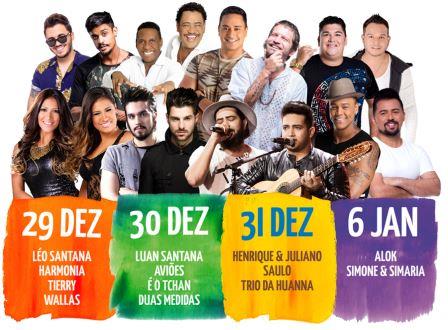 29 DEZ
LÉO SANTANA
HARMONIA
TIERRY
WALLAS
30 DEZ
LUAN SANTANA
AVIÕES
É O TCHAN
DUAS MEDIDAS
31 DEZ
HENRIQUE & JULIANO
SAULO
TRIO DA HUANNA
6 JAN
ALOK
SIMONE & SIMARIA